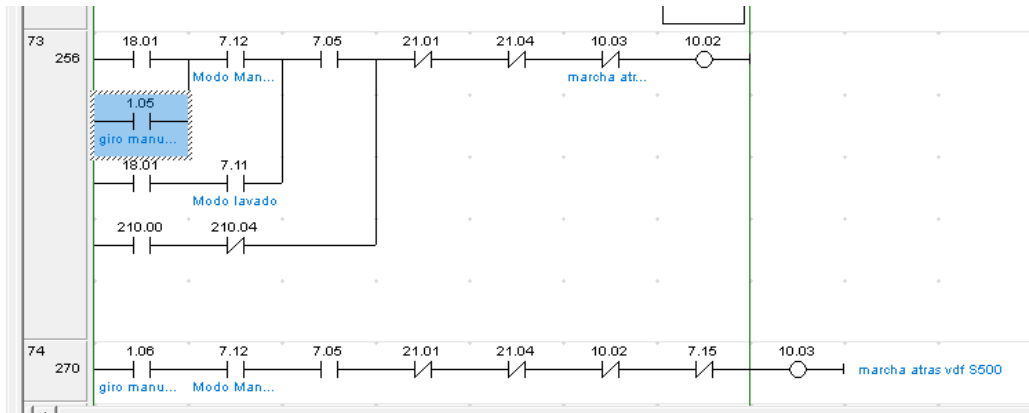 73 18.01 7.12 7.05 21.01 21.04 10.03 10.02
256
Modo Man... marcha atr...
1.05
giro manu...
18.01 7.11
Modo lavado
210.00 210.04
74 1.06 7.12 7.05 21.01 21.04 10.02 7.15 10.03
270 marcha atras vdf S500
giro manu... Modo Man...